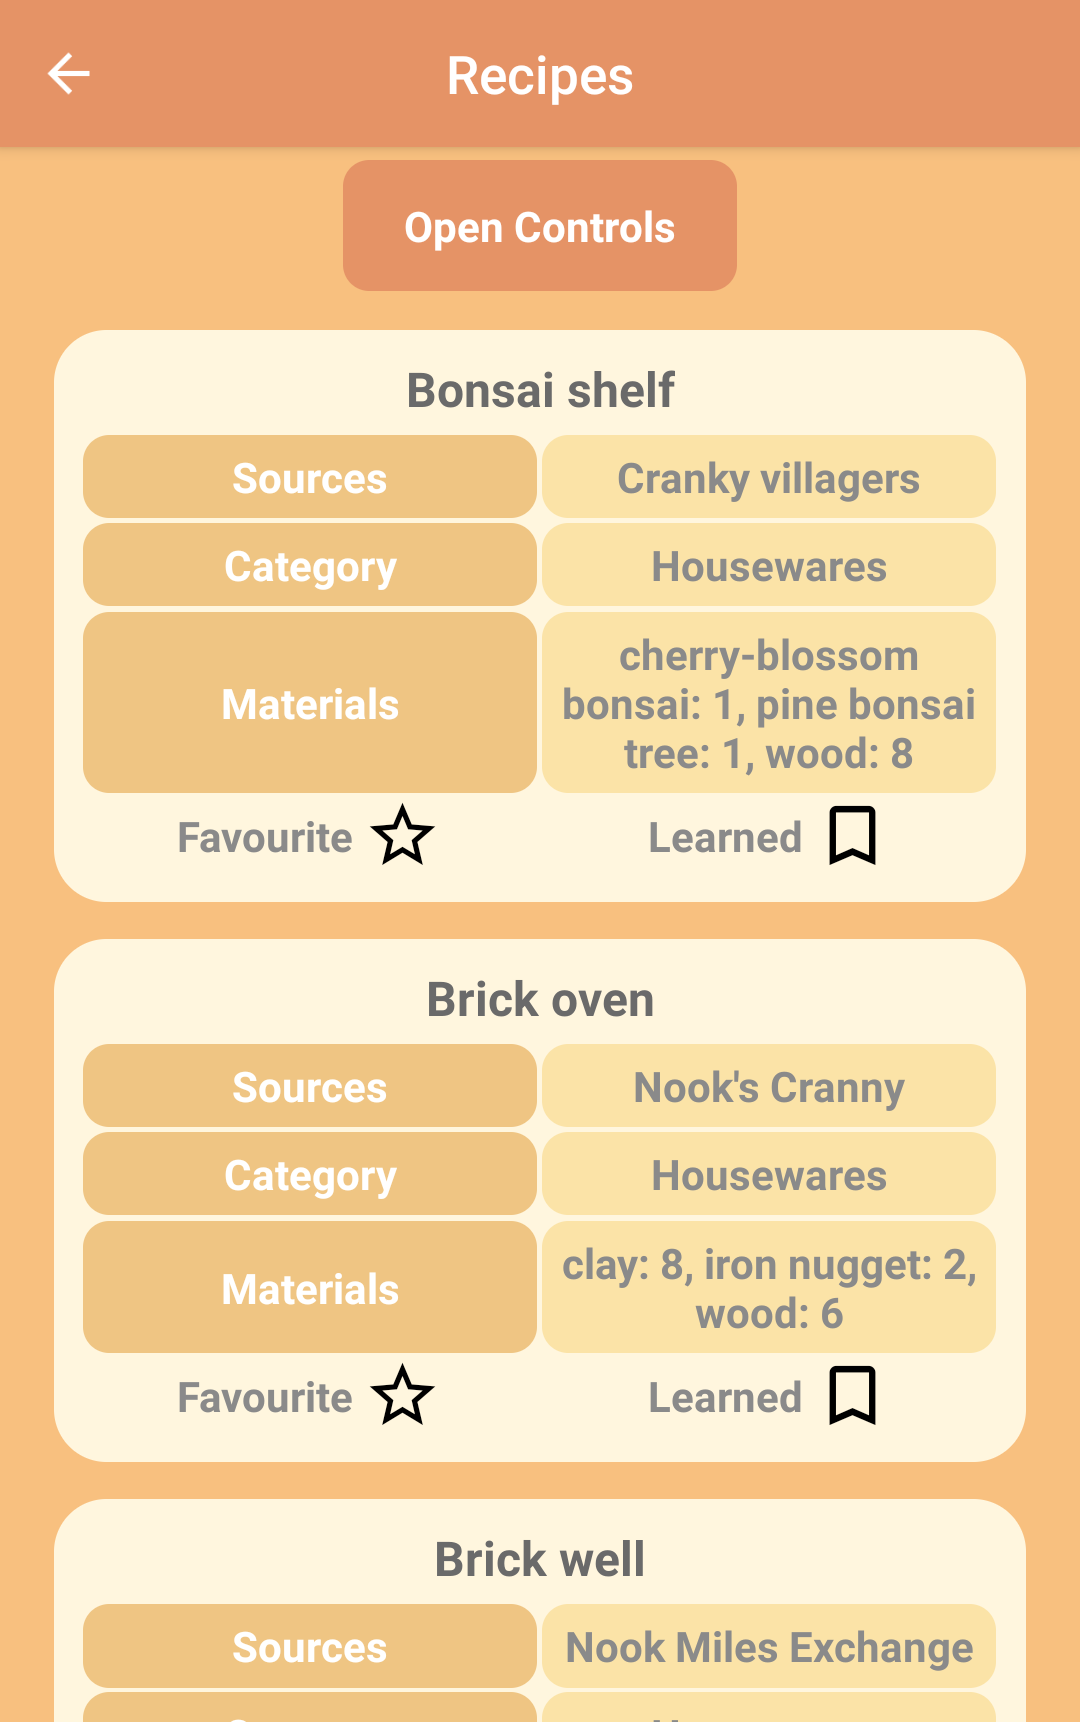 Recipes
Open Controls
Bonsai shelf
Sources
Cranky villagers
Category
Housewares
Materials
cherry-blossom
bonsai: 1, pine bonsai
tree: 1, wood: 8
Favourite
Learned
Brick oven
Sources
Nook's Cranny
Category
Housewares
Materials
clay: 8, iron nugget: 2,
wood: 6
Favourite
Learned
Brick well
Sources
Nook Miles Exchange